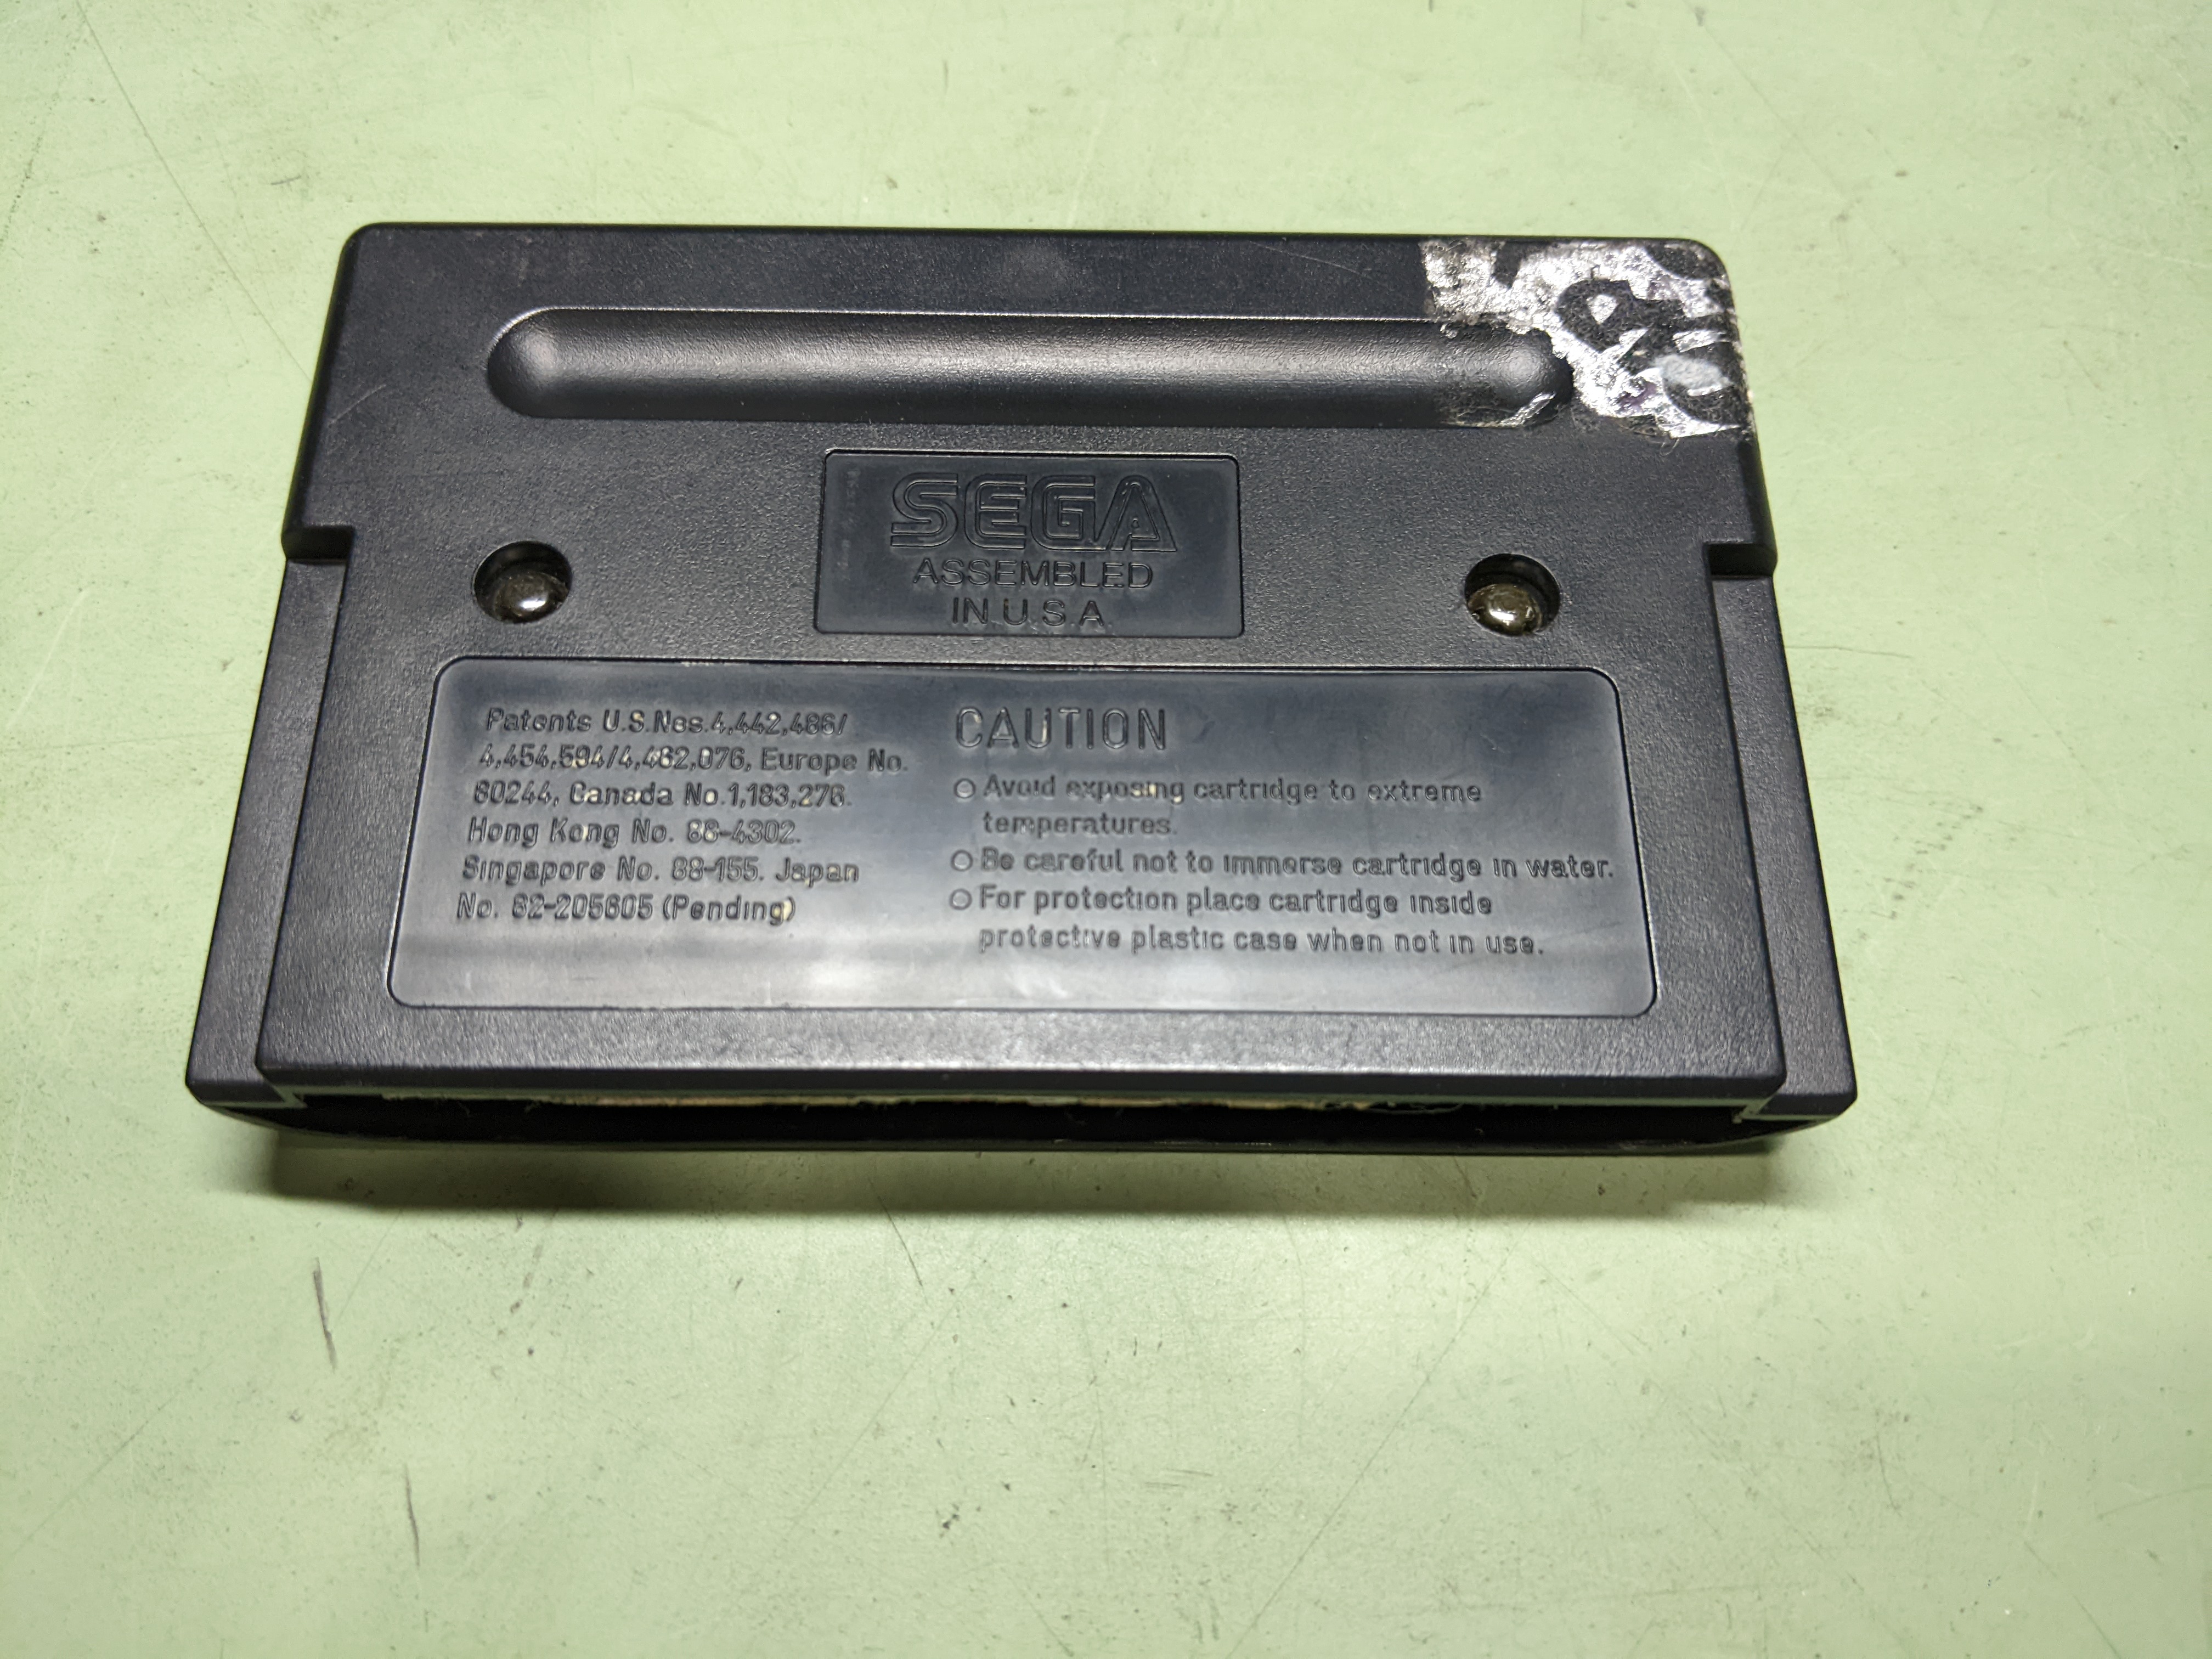 SEGA
ASSEMBLED
IN U.S.A.
Patents U.S.Nos.4,442,486/
4,454,594/4,462,076, Europe No.
80244, Canada No.1,183,276.
Hong Kong No. 88-4302.
Singapore No. 88-155. Japan
No. 82-205605 (Pending)
CAUTION
Avoid exposing cartridge to extreme
temperatures.
Be careful not to immerse cartridge in water.
For protection place cartridge inside
protective plastic case when not in use.